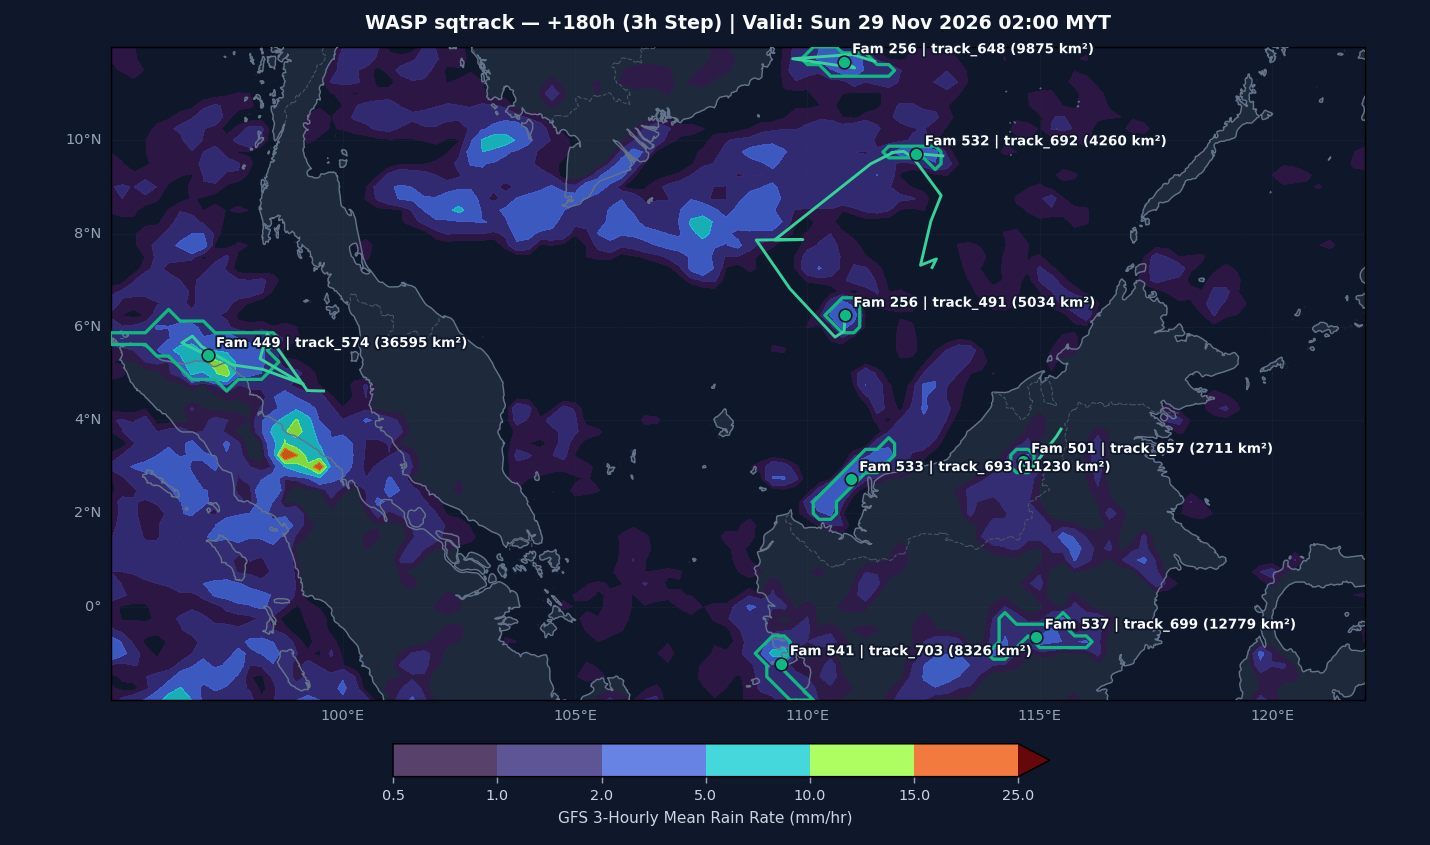 WASP sqtrack — +180h (3h Step) | Valid: Sun 29 Nov 2026 02:00 MYT
Fam 256 | track_648 (9875 km²)
10°N
Fam 532 | track_692 (4260 km²)
8°N
Fam 256 | track_491 (5034 km²)
6°N
Fam 449 | track_574 (36595 km²)
4°N
Fam 501 | track_657 (2711 km²)
Fam 533 | track_693 (11230 km²)
2°N
0°
Fam 537 | track_699 (12779 km²)
Fam 541 | track_703 (8326 km²)
100°E 105°E 110°E 115°E 120°E
0.5 1.0 2.0 5.0 10.0 15.0 25.0
GFS 3-Hourly Mean Rain Rate (mm/hr)